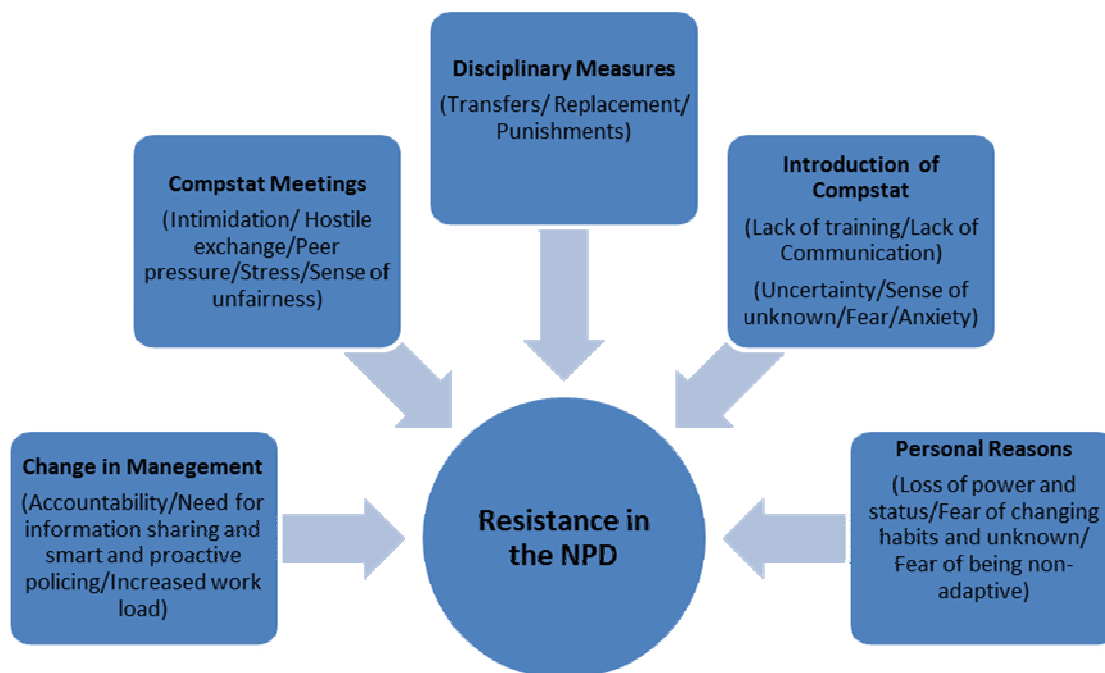 Disciplinary Measures
(Transfers/ Replacement/
Punishments)
Compstat Meetings
(Intimidation/ Hostile
exchange/Peer
pressure/Stress/Sense of
unfairness)
Introduction of
Compstat
(Lack of training/Lack of
Communication)
(Uncertainty/Sense of
unknown/Fear/Anxiety)
Change in Manegement
(Accountability/Need for
information sharing and
smart and proactive
policing/Increased work
load)
Resistance in
the NPD
Personal Reasons
(Loss of power and
status/Fear of changing
habits and unknown/
Fear of being non-
adaptive)